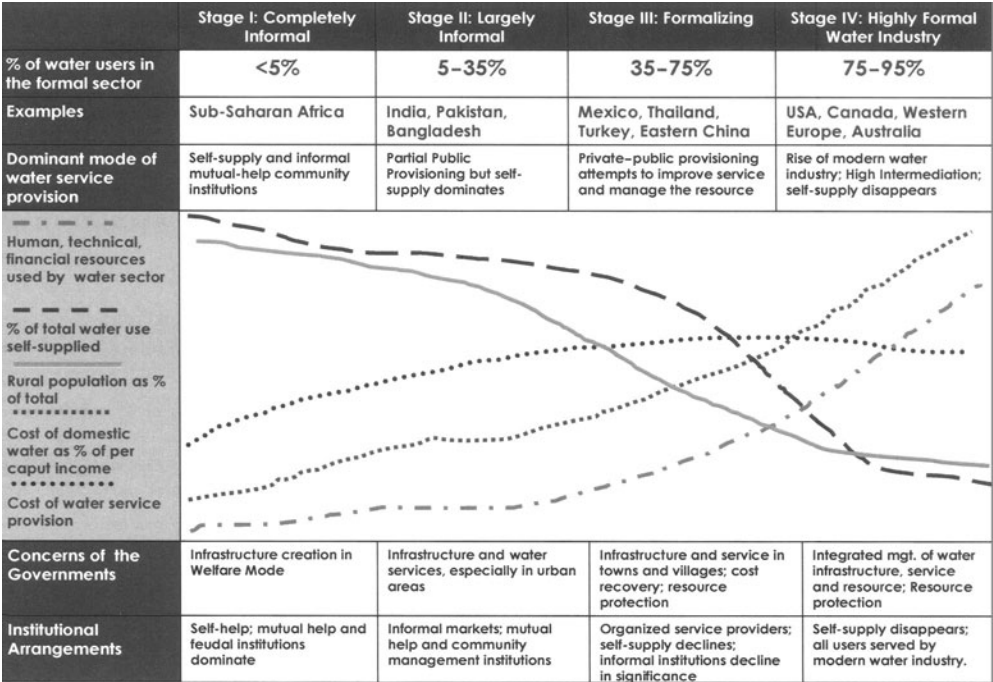 Stage I: Completely
Informal
Stage II: Largely
Informal
Stage III: Formalizing
Stage IV: Highly Formal
Water Industry
% of water users in
the formal sector
<5%
5–35%
35–75%
75–95%
Examples
Sub-Saharan Africa
India, Pakistan,
Bangladesh
Mexico, Thailand,
Turkey, Eastern China
USA, Canada, Western
Europe, Australia
Dominant mode of
water service
provision
Self-supply and informal
mutual-help community
institutions
Partial Public
Provisioning but self-
supply dominates
Private–public provisioning
attempts to improve service
and manage the resource
Rise of modern water
industry; High Intermediation;
self-supply disappears
Human, technical,
financial resources
used by water sector
% of total water use
self-supplied
Rural population as %
of total
Cost of domestic
water as % of per
caput income
Cost of water service
provision
Concerns of the
Governments
Infrastructure creation in
Welfare Mode
Infrastructure and water
services, especially in urban
areas
Infrastructure and service in
towns and villages; cost
recovery; resource
protection
Integrated mgt. of water
infrastructure, service
and resource; Resource
protection
Institutional
Arrangements
Self-help; mutual help and
feudal institutions
dominate
Informal markets; mutual
help and community
management institutions
Organized service providers;
self-supply declines;
informal institutions decline
in significance
Self-supply disappears;
all users served by
modern water industry.